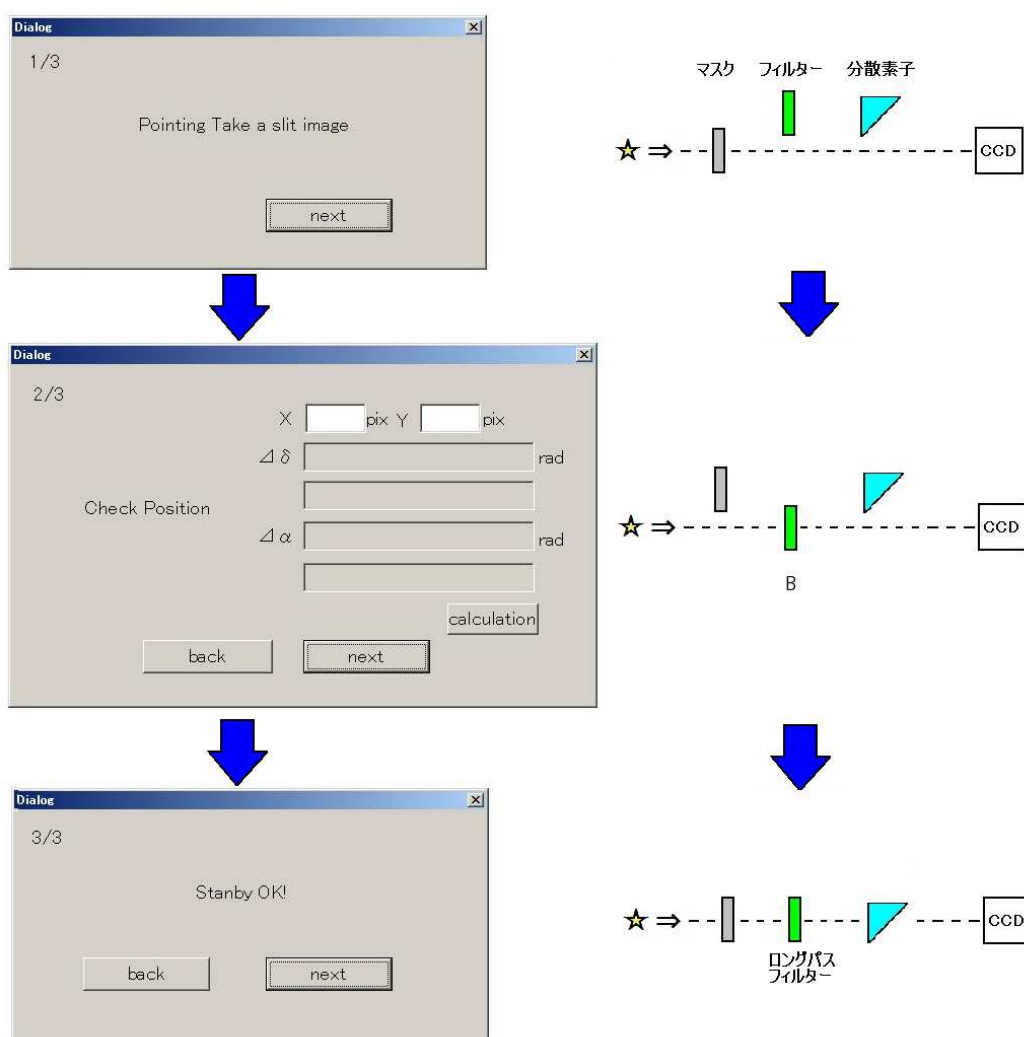 Dialog
1/3
Pointing Take a slit image
next
マスク フィルター 分散素子
CCD
Dialog
2/3
X pix Y pix
⊿δ rad
Check Position
⊿α rad
calculation
back next
CCD
B
Dialog
3/3
Stanby OK!
back next
CCD
ロングパス
フィルター